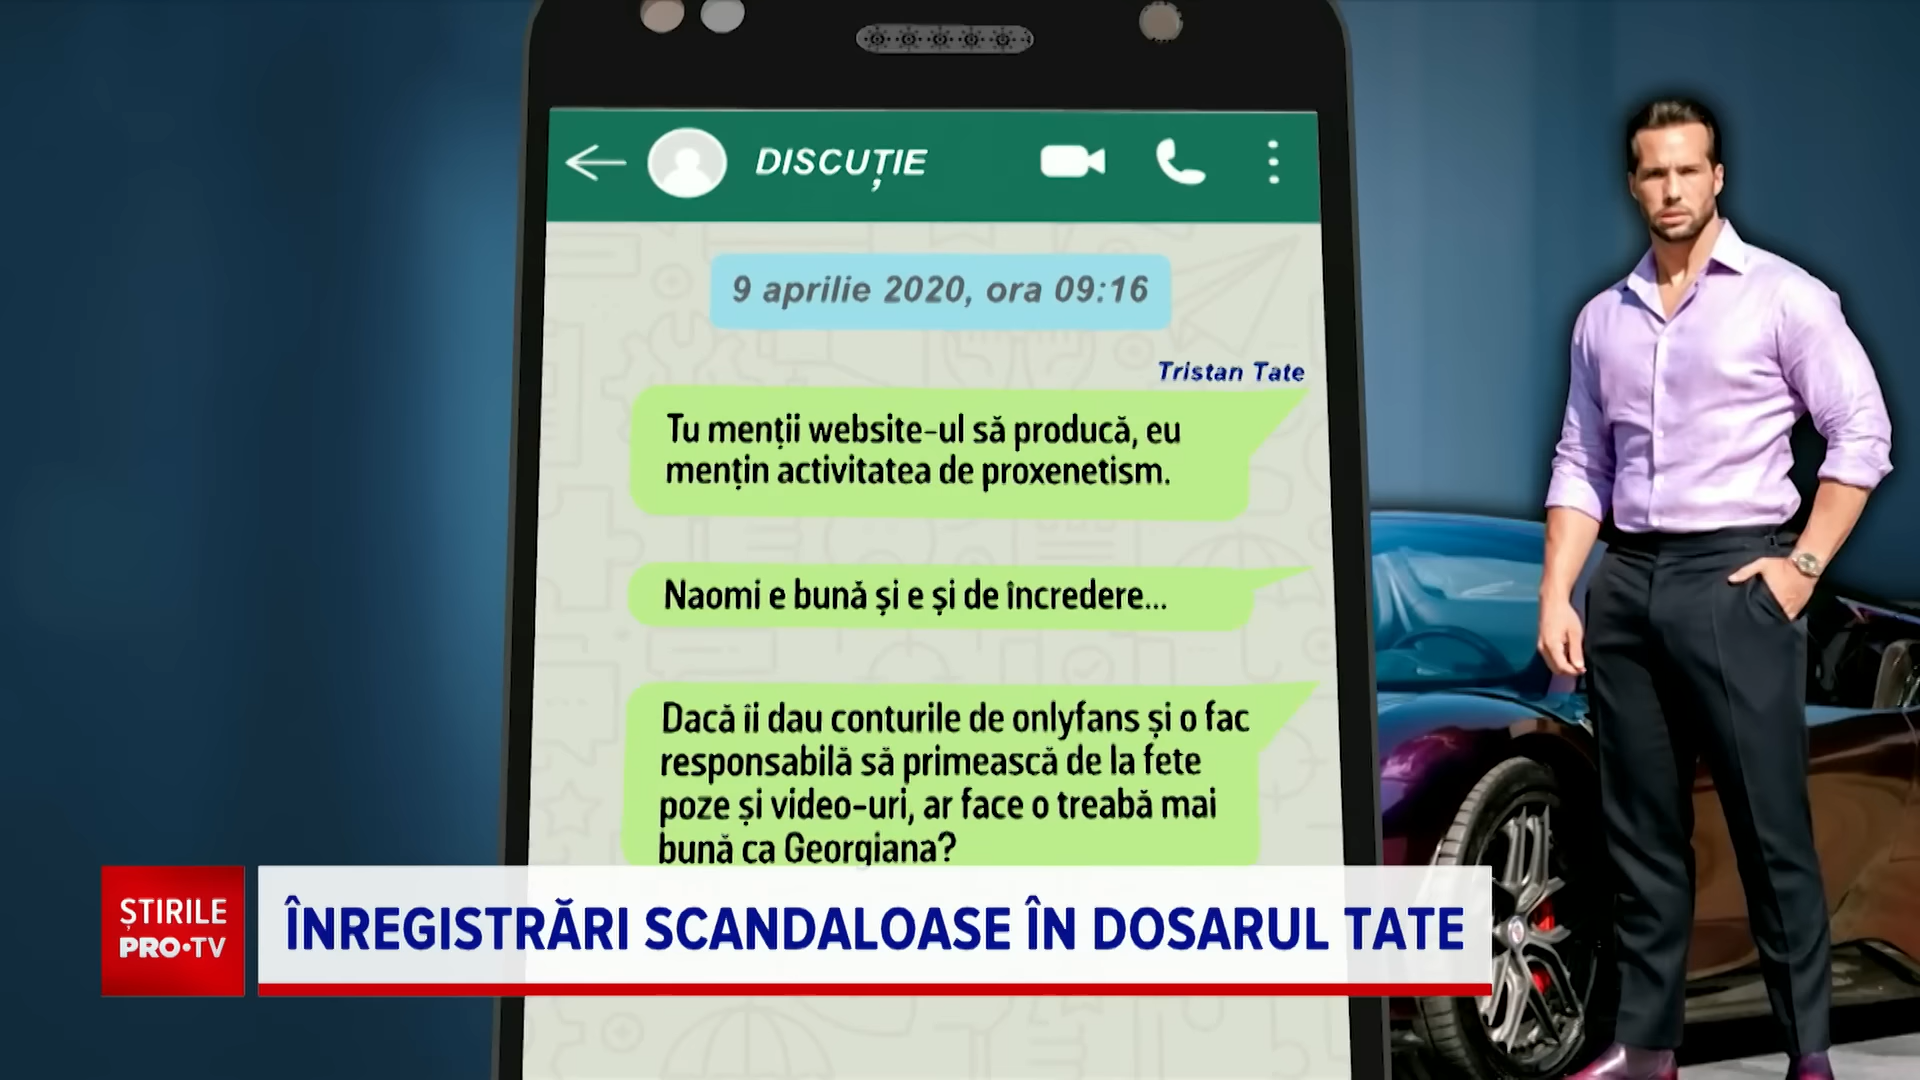 DISCUȚIE
9 aprilie 2020, ora 09:16
Tristan Tate
Tu menții website-ul să producă, eu
mențin activitatea de proxenetism.
Naomi e bună și e și de încredere...
Dacă îi dau conturile de onlyfans și o fac
responsabilă să primească de la fete
poze și video-uri, ar face o treabă mai
bună ca Georgiana?
ȘTIRILE
PRO•TV
ÎNREGISTRĂRI SCANDALOASE ÎN DOSARUL TATE